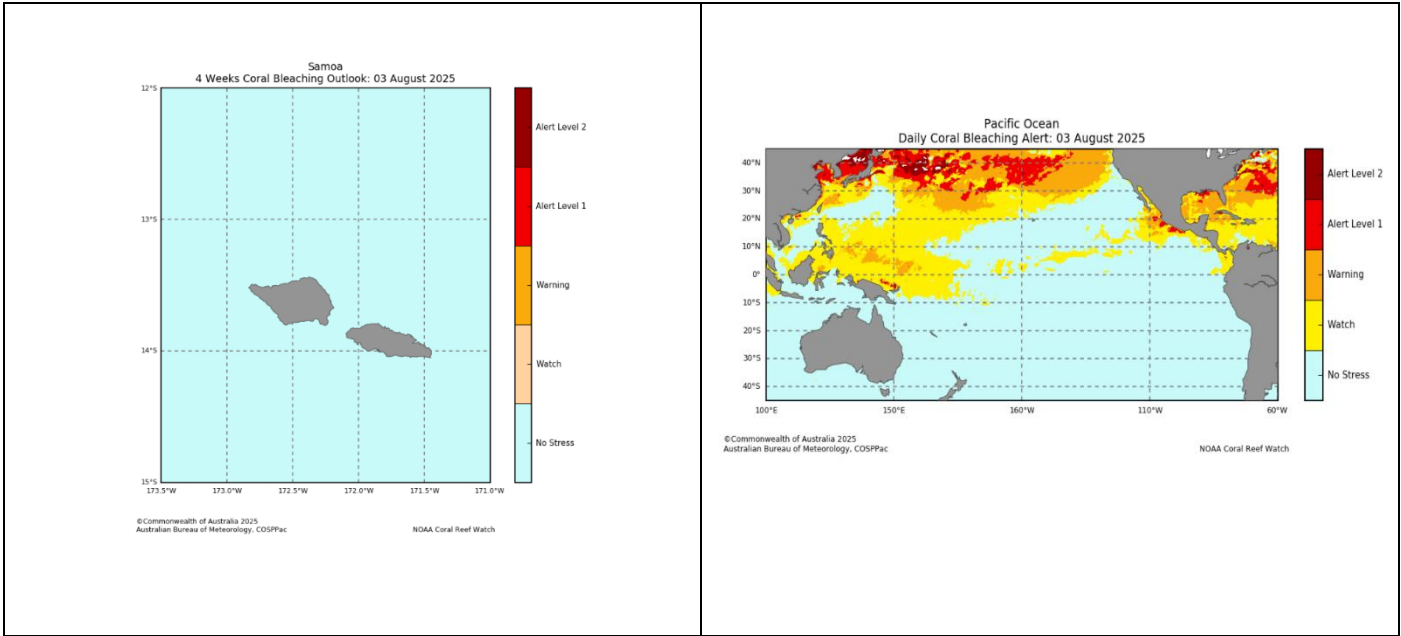 Samoa
4 Weeks Coral Bleaching Outlook: 03 August 2025
12°S
13°S
14°S
15°S
173.5°W
173.0°W
172.5°W
172.0°W
171.5°W
171.0°W
Alert Level 2
Alert Level 1
Warning
Watch
No Stress
©Commonwealth of Australia 2025
Australian Bureau of Meteorology, COSPPac
NOAA Coral Reef Watch
Pacific Ocean
Daily Coral Bleaching Alert: 03 August 2025
40°N
30°N
20°N
10°N
0°
10°S
20°S
30°S
40°S
100°E
150°E
160°W
110°W
60°W
Alert Level 2
Alert Level 1
Warning
Watch
No Stress
©Commonwealth of Australia 2025
Australian Bureau of Meteorology, COSPPac
NOAA Coral Reef Watch